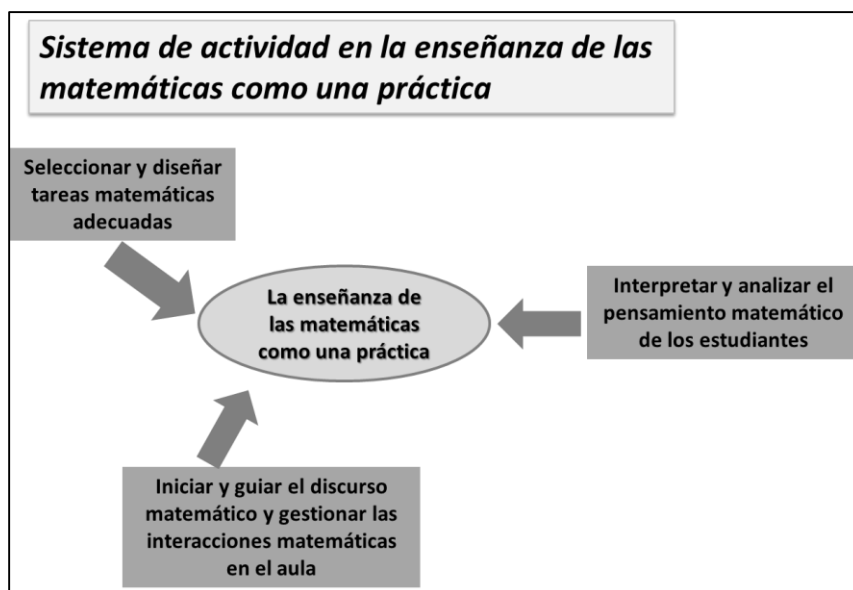 Sistema de actividad en la enseñanza de las
matemáticas como una práctica
Seleccionar y diseñar
tareas matemáticas
adecuadas
La enseñanza de
las matemáticas
como una práctica
Interpretar y analizar el
pensamiento matemático
de los estudiantes
Iniciar y guiar el discurso
matemático y gestionar las
interacciones matemáticas
en el aula